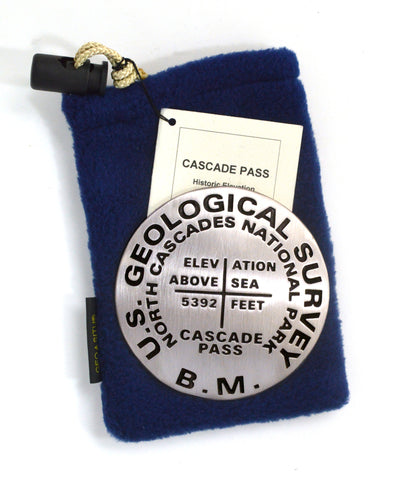 CASCADE PASS
Historic Elevation
U.S. GEOLOGICAL SURVEY
NORTH CASCADES NATIONAL PARK
ELEV ATION
ABOVE SEA
5392 FEET
CASCADE
PASS
B.M.